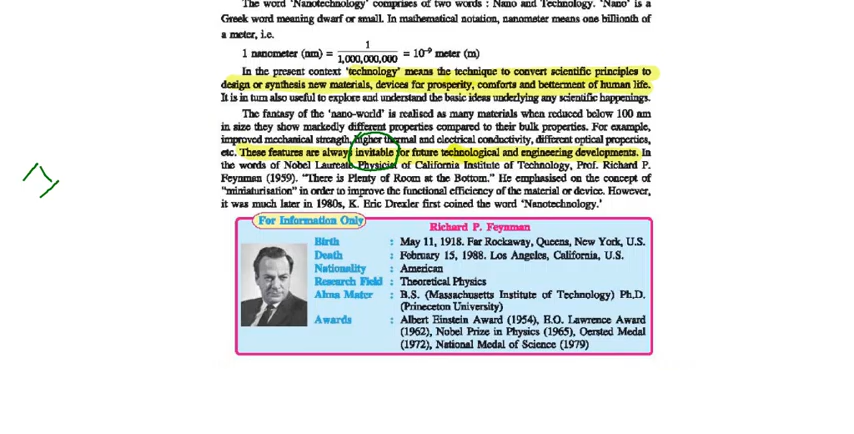 The word 'Nanotechnology' comprises of two words : Nano and Technology. 'Nano' is a
Greek word meaning dwarf or small. In mathematical notation, nanometer means one billionth of
a meter, i.e.
1 nanometer (nm) = 1/1,000,000,000 = 10⁻⁹ meter (m)
In the present context 'technology' means the technique to convert scientific principles to
design or synthesis new materials, devices for prosperity, comforts and betterment of human life.
It is in turn also useful to explore and understand the basic ideas underlying any scientific happenings.
The fantasy of the 'nano-world' is realised as many materials when reduced below 100 nm
in size they show markedly different properties compared to their bulk properties. For example,
improved mechanical strength, higher thermal and electrical conductivity, different optical properties,
etc. These features are always invitable for future technological and engineering developments. In
the words of Nobel Laureate Physicist of California Institute of Technology, Prof. Richard P.
Feynman (1959). "There is Plenty of Room at the Bottom." He emphasised on the concept of
"miniaturisation" in order to improve the functional efficiency of the material or device. However,
it was much later in 1980s, K. Eric Drexler first coined the word 'Nanotechnology.'
For Information Only
Richard P. Feynman
Birth : May 11, 1918. Far Rockaway, Queens, New York, U.S.
Death : February 15, 1988. Los Angeles, California, U.S.
Nationality : American
Research Field : Theoretical Physics
Alma Mater : B.S. (Massachusetts Institute of Technology) Ph.D.
(Princeton University)
Awards : Albert Einstein Award (1954), E.O. Lawrence Award
(1962), Nobel Prize in Physics (1965), Oersted Medal
(1972), National Medal of Science (1979)